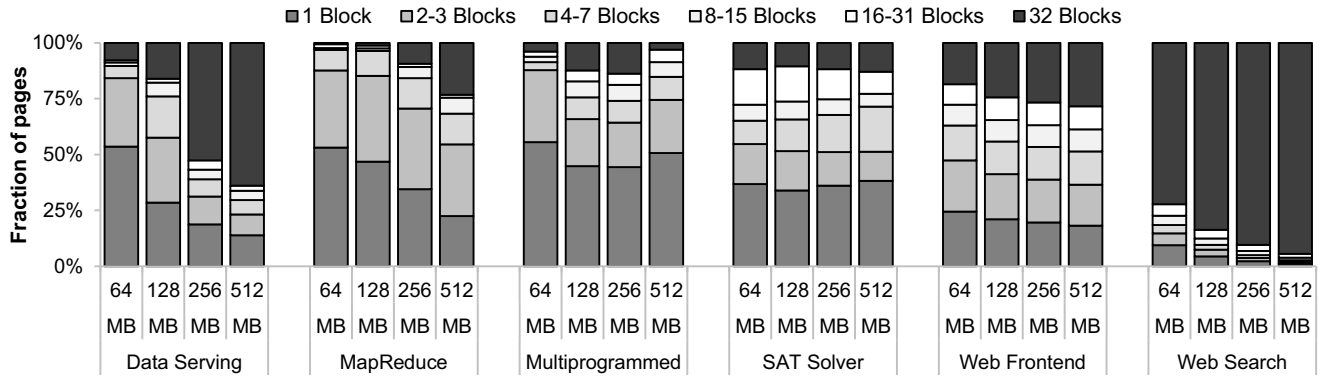 1 Block 2-3 Blocks 4-7 Blocks 8-15 Blocks 16-31 Blocks 32 Blocks
Fraction of pages
100%
75%
50%
25%
0%
64 128 256 512 64 128 256 512 64 128 256 512 64 128 256 512 64 128 256 512 64 128 256 512
MB MB MB MB MB MB MB MB MB MB MB MB MB MB MB MB MB MB MB MB MB MB MB MB
Data Serving MapReduce Multiprogrammed SAT Solver Web Frontend Web Search